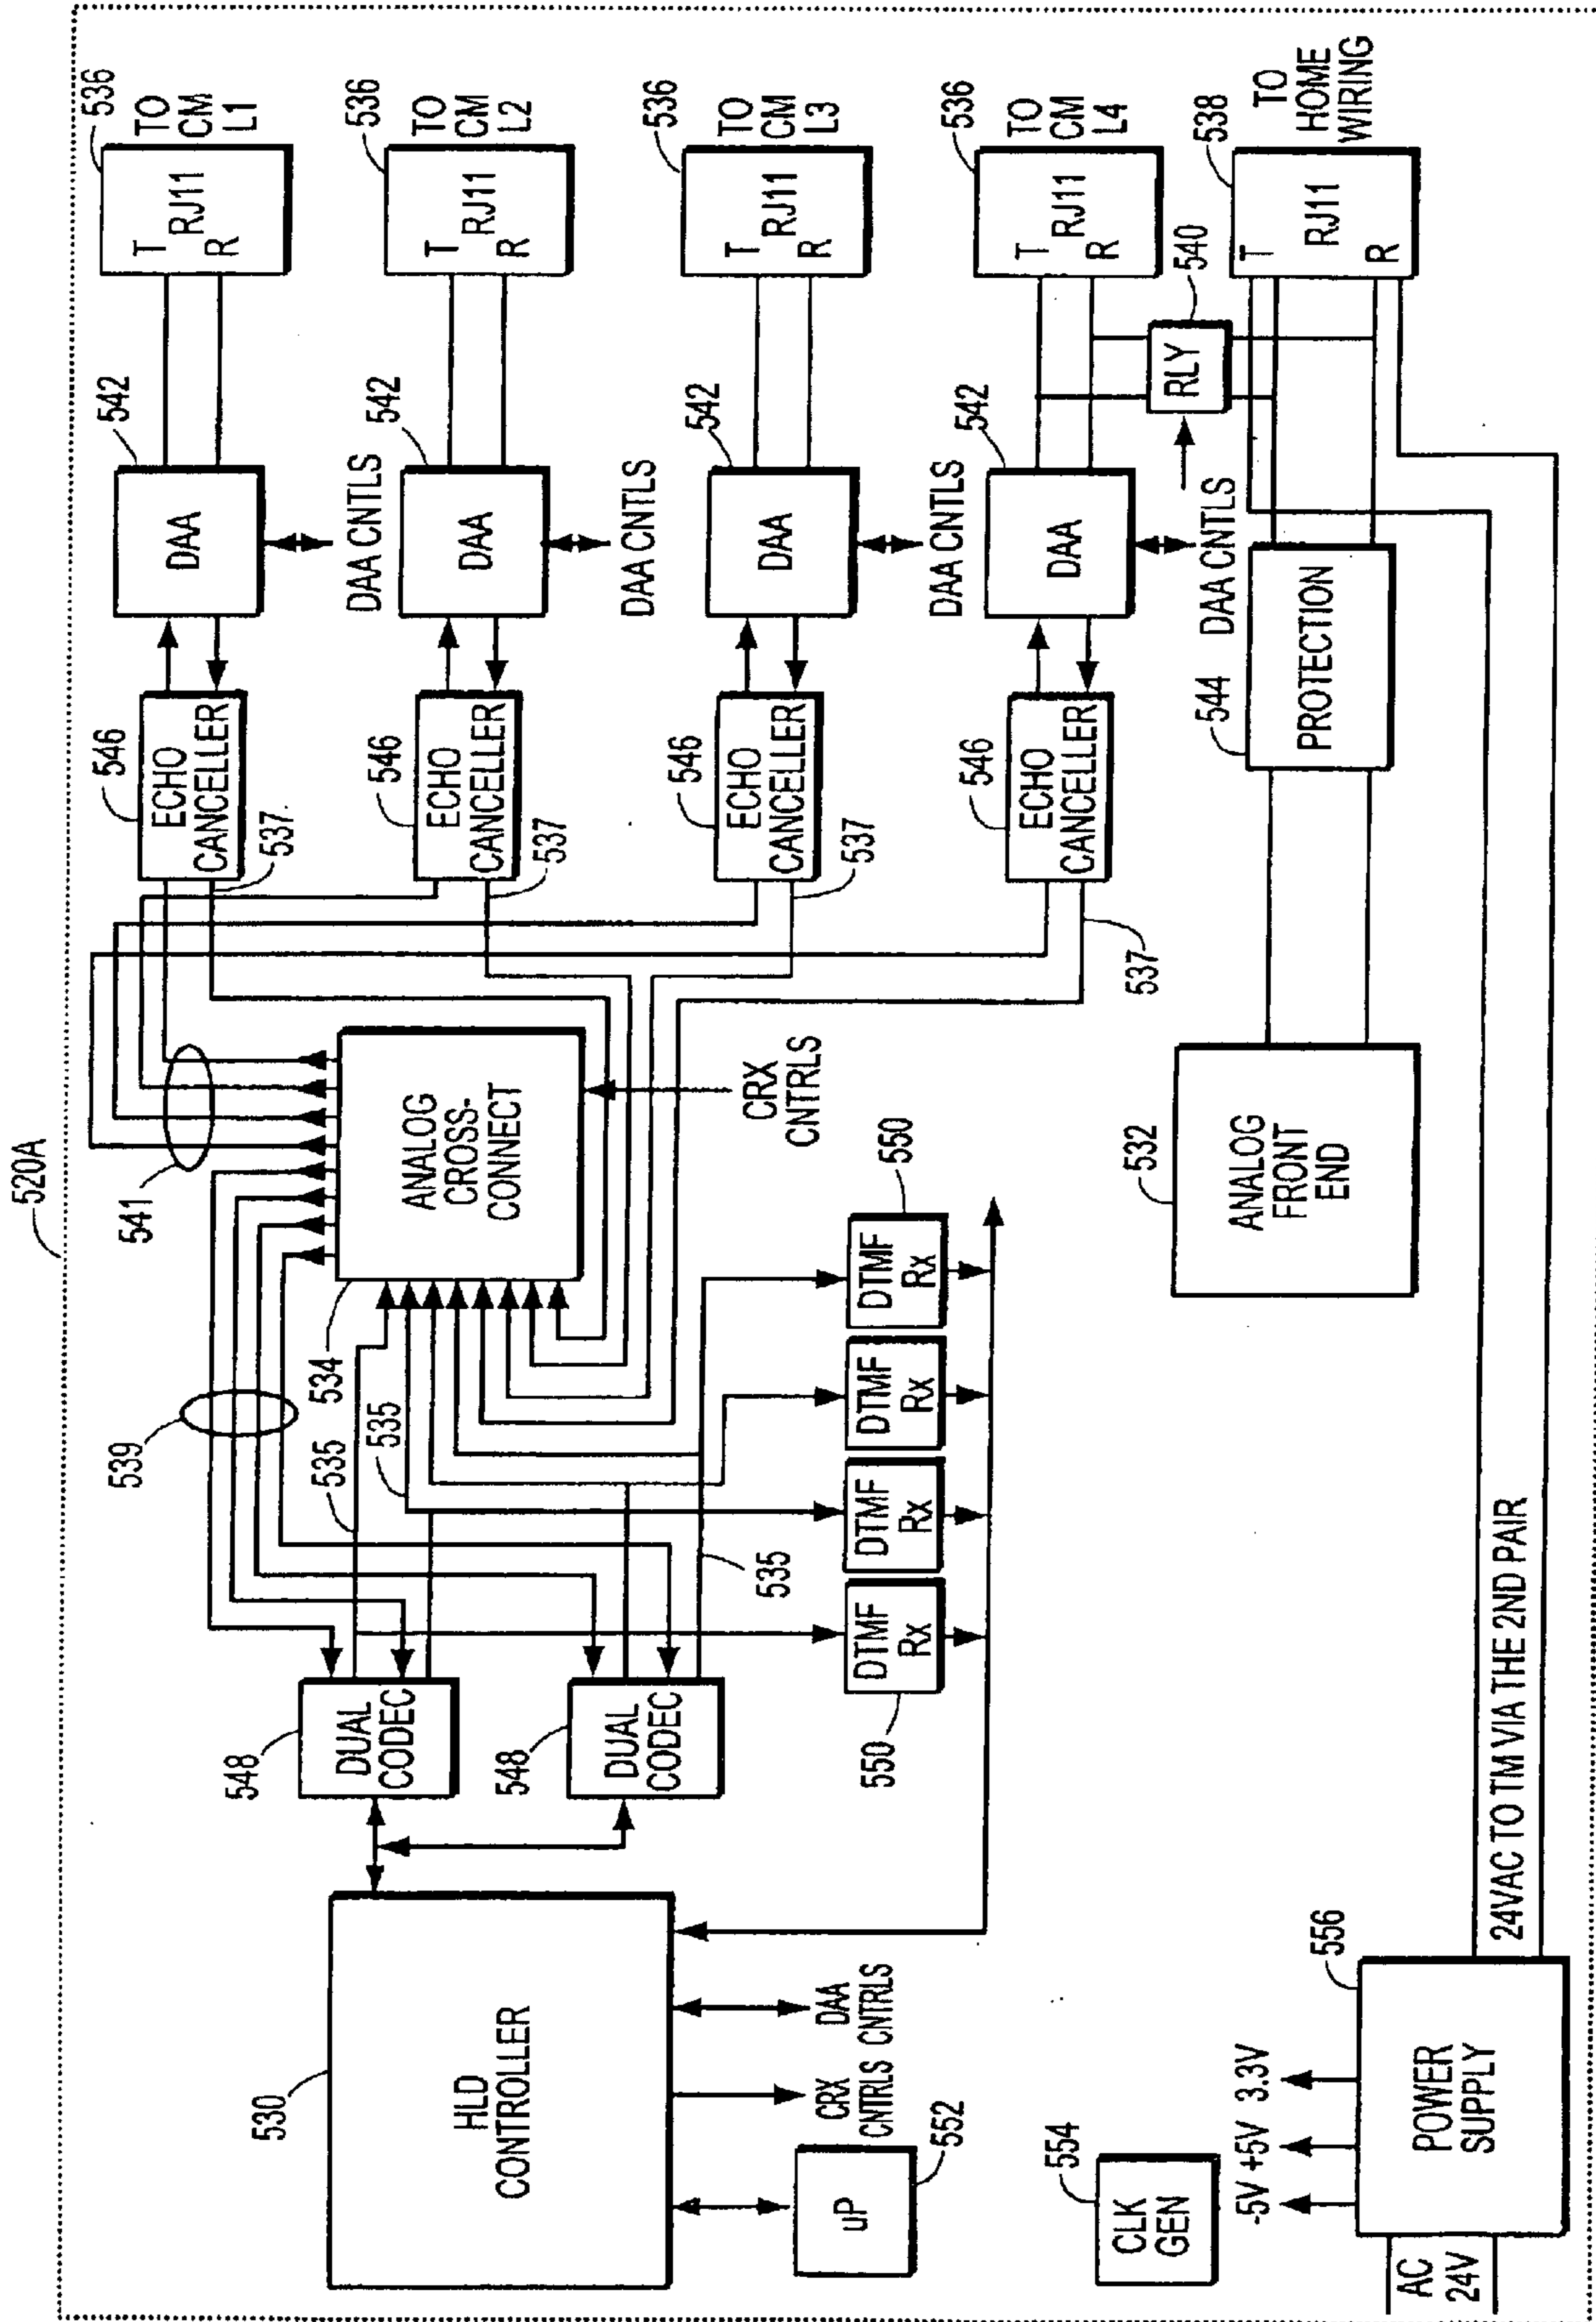 520A
530
HLD
CONTROLLER
uP
552
CRX
CNTRLS
DAA
CNTRLS
548
DUAL
CODEC
548
DUAL
CODEC
539
535
535
535
541
534
ANALOG
CROSS-
CONNECT
CRX
CNTRLS
550
DTMF
Rx
DTMF
Rx
DTMF
Rx
DTMF
Rx
550
546
ECHO
CANCELLER
537
542
DAA
DAA CNTLS
536
T
RJ11
R
TO
CM
L1
546
ECHO
CANCELLER
537
542
DAA
DAA CNTLS
536
T
RJ11
R
TO
CM
L2
546
ECHO
CANCELLER
537
542
DAA
DAA CNTLS
536
T
RJ11
R
TO
CM
L3
546
ECHO
CANCELLER
537
542
DAA
DAA CNTLS
536
T
RJ11
R
TO
CM
L4
RLY
540
538
T
RJ11
R
TO
HOME
WIRING
544
PROTECTION
532
ANALOG
FRONT
END
554
CLK
GEN
-5V +5V 3.3V
556
POWER
SUPPLY
AC
24V
24VAC TO TM VIA THE 2ND PAIR